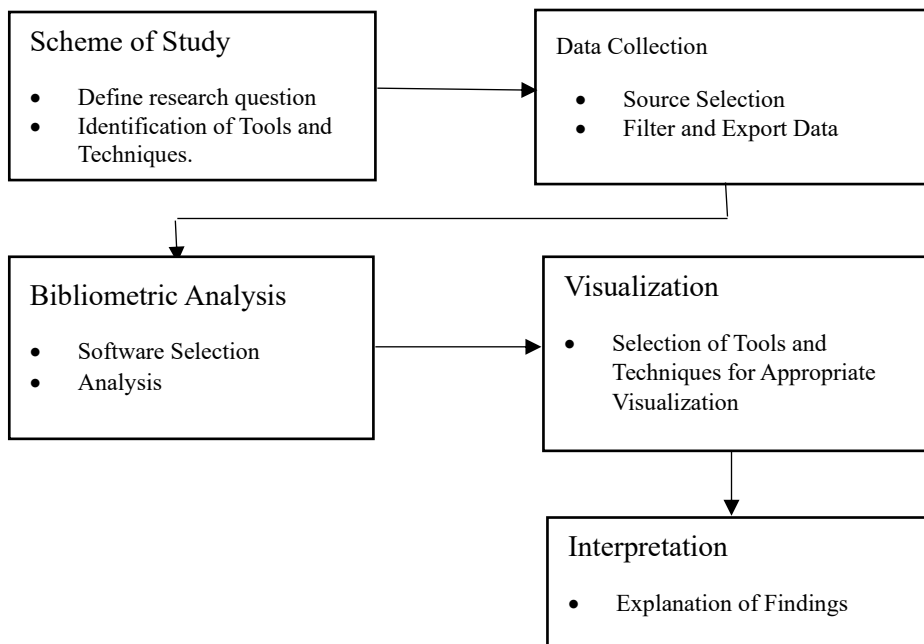 Scheme of Study
• Define research question
• Identification of Tools and
Techniques.
Data Collection
• Source Selection
• Filter and Export Data
Bibliometric Analysis
• Software Selection
• Analysis
Visualization
• Selection of Tools and
Techniques for Appropriate
Visualization
Interpretation
• Explanation of Findings